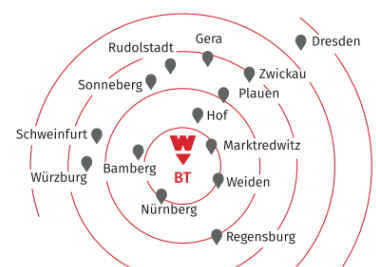 Gera
Dresden
Rudolstadt
Zwickau
Sonneberg
Plauen
Hof
Schweinfurt
W
Marktredwitz
Bamberg
Würzburg
BT
Weiden
Nürnberg
Regensburg